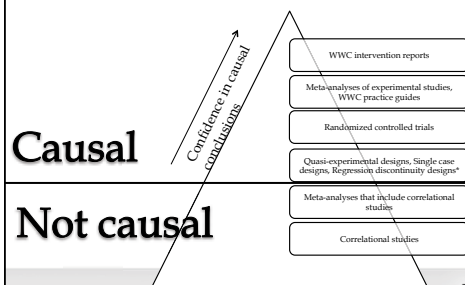 WWC intervention reports
Meta-analyses of experimental studies,
WWC practice guides
Randomized controlled trials
Quasi-experimental designs, Single case
designs, Regression discontinuity designs*
Meta-analyses that include correlational
studies
Correlational studies
Confidence in causal
conclusions
Causal
Not causal